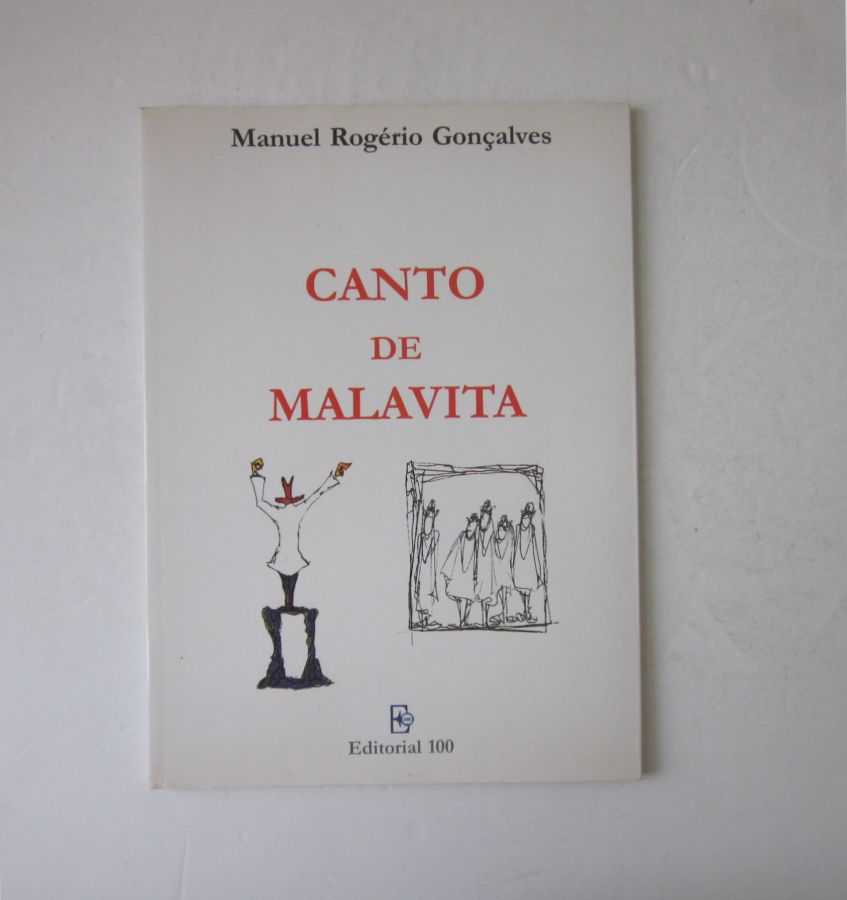 Manuel Rogério Gonçalves
CANTO
DE
MALAVITA
Editorial 100